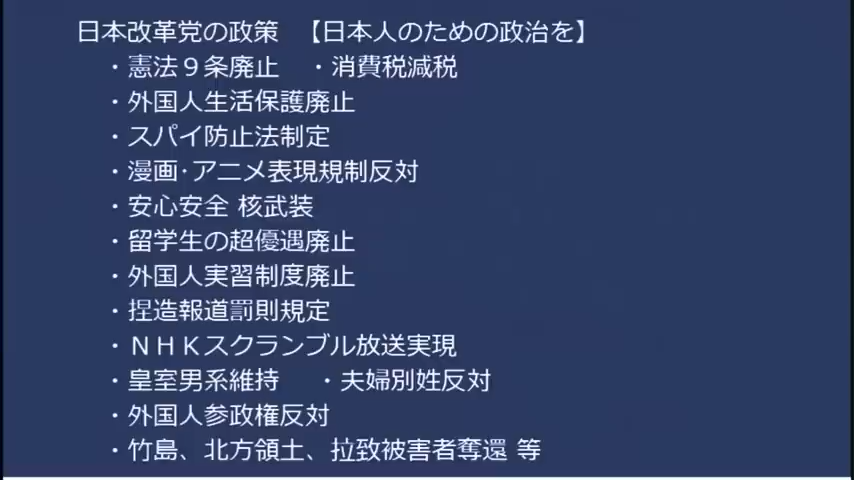 日本改革党の政策　【日本人のための政治を】
・憲法９条廃止　・消費税減税
・外国人生活保護廃止
・スパイ防止法制定
・漫画･アニメ表現規制反対
・安心安全 核武装
・留学生の超優遇廃止
・外国人実習制度廃止
・捏造報道罰則規定
・ＮＨＫスクランブル放送実現
・皇室男系維持　・夫婦別姓反対
・外国人参政権反対
・竹島、北方領土、拉致被害者奪還 等